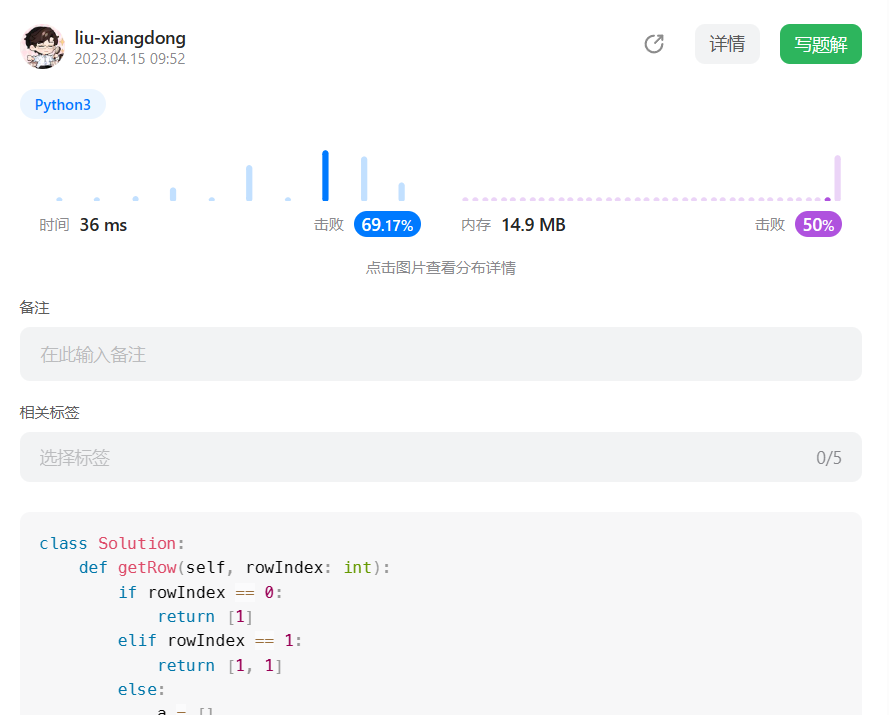 liu-xiangdong
2023.04.15 09:52
详情
写题解
Python3
时间 36 ms 击败 69.17% 内存 14.9 MB 击败 50%
点击图片查看分布详情
备注
在此输入备注
相关标签
选择标签 0/5
class Solution:
    def getRow(self, rowIndex: int):
        if rowIndex == 0:
            return [1]
        elif rowIndex == 1:
            return [1, 1]
        else:
            a = []